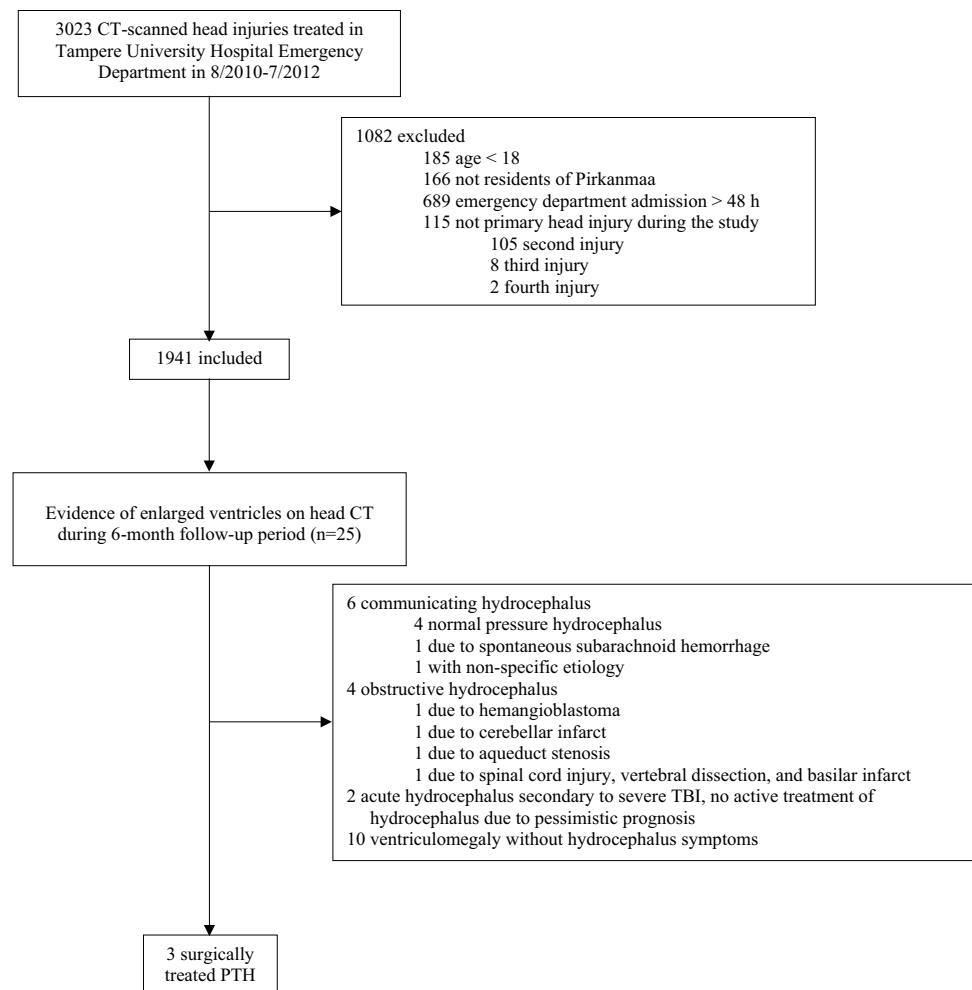 3023 CT-scanned head injuries treated in
Tampere University Hospital Emergency
Department in 8/2010-7/2012
1082 excluded
185 age < 18
166 not residents of Pirkanmaa
689 emergency department admission > 48 h
115 not primary head injury during the study
105 second injury
8 third injury
2 fourth injury
1941 included
Evidence of enlarged ventricles on head CT
during 6-month follow-up period (n=25)
6 communicating hydrocephalus
4 normal pressure hydrocephalus
1 due to spontaneous subarachnoid hemorrhage
1 with non-specific etiology
4 obstructive hydrocephalus
1 due to hemangioblastoma
1 due to cerebellar infarct
1 due to aqueduct stenosis
1 due to spinal cord injury, vertebral dissection, and basilar infarct
2 acute hydrocephalus secondary to severe TBI, no active treatment of
hydrocephalus due to pessimistic prognosis
10 ventriculomegaly without hydrocephalus symptoms
3 surgically
treated PTH